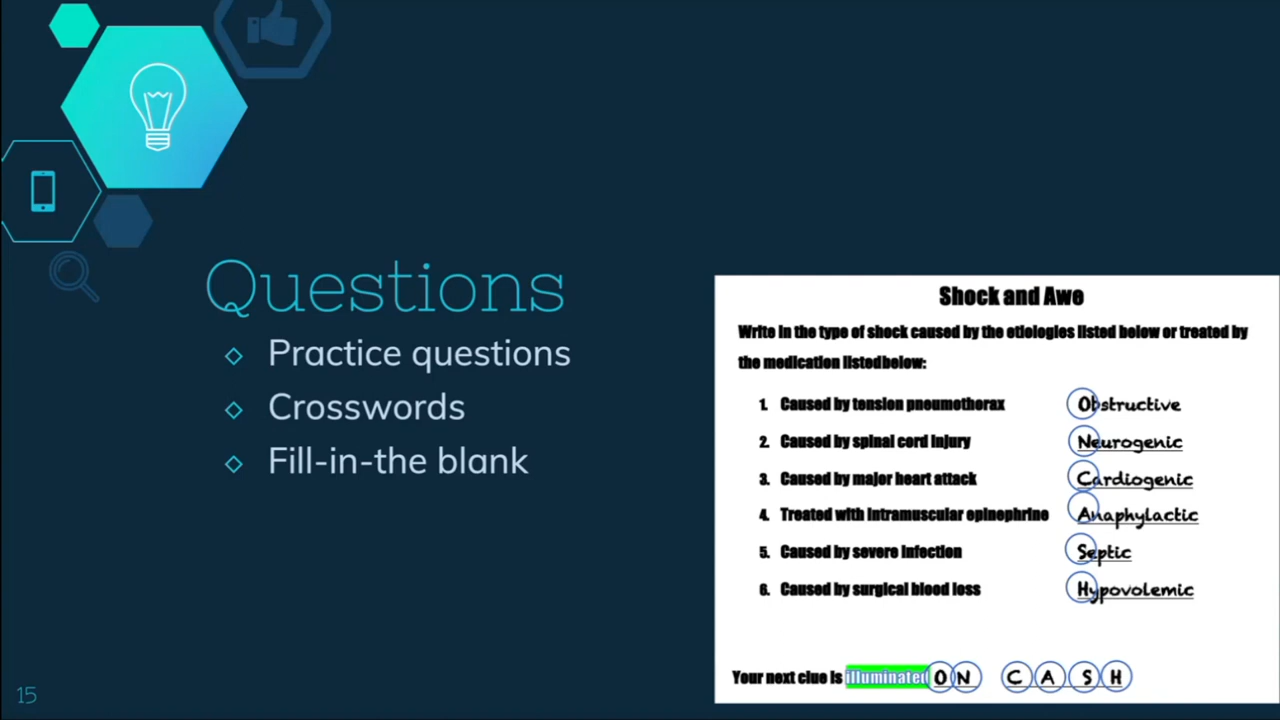 Questions
Practice questions
Crosswords
Fill-in-the blank
15
Shock and Awe
Write in the type of shock caused by the etiologies listed below or treated by
the medication listed below:
1. Caused by tension pneumothorax Obstructive
2. Caused by spinal cord injury Neurogenic
3. Caused by major heart attack Cardiogenic
4. Treated with intramuscular epinephrine Anaphylactic
5. Caused by severe infection Septic
6. Caused by surgical blood loss Hypovolemic
Your next clue is illuminated O N C A S H